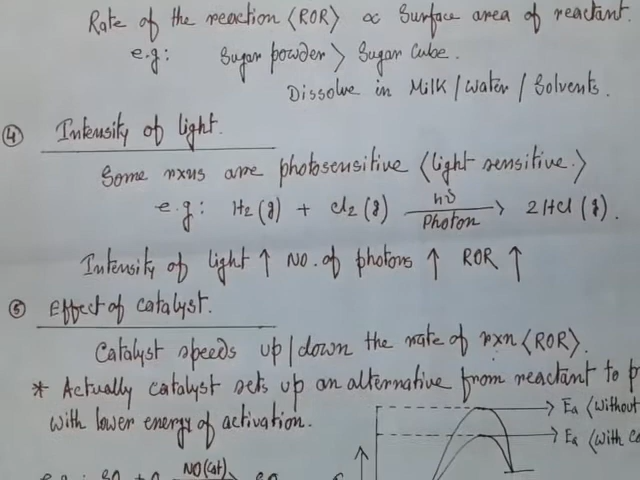 Rate of the reaction <ROR> ∝ Surface area of reactant.
e.g: Sugar powder > Sugar Cube.
Dissolve in Milk / Water / Solvents.
④ Intensity of light.
Some rxns are photosensitive <light sensitive.>
e.g: H₂(g) + Cl₂(g) hν/Photon → 2HCl(g).
Intensity of light ↑ No. of photons ↑ ROR ↑
⑤ Effect of catalyst.
Catalyst speeds up/down the rate of rxn <ROR>.
* Actually catalyst sets up an alternative from reactant to
with lower energy of activation.
Ea <Without
Ea <With
NO(Cat)